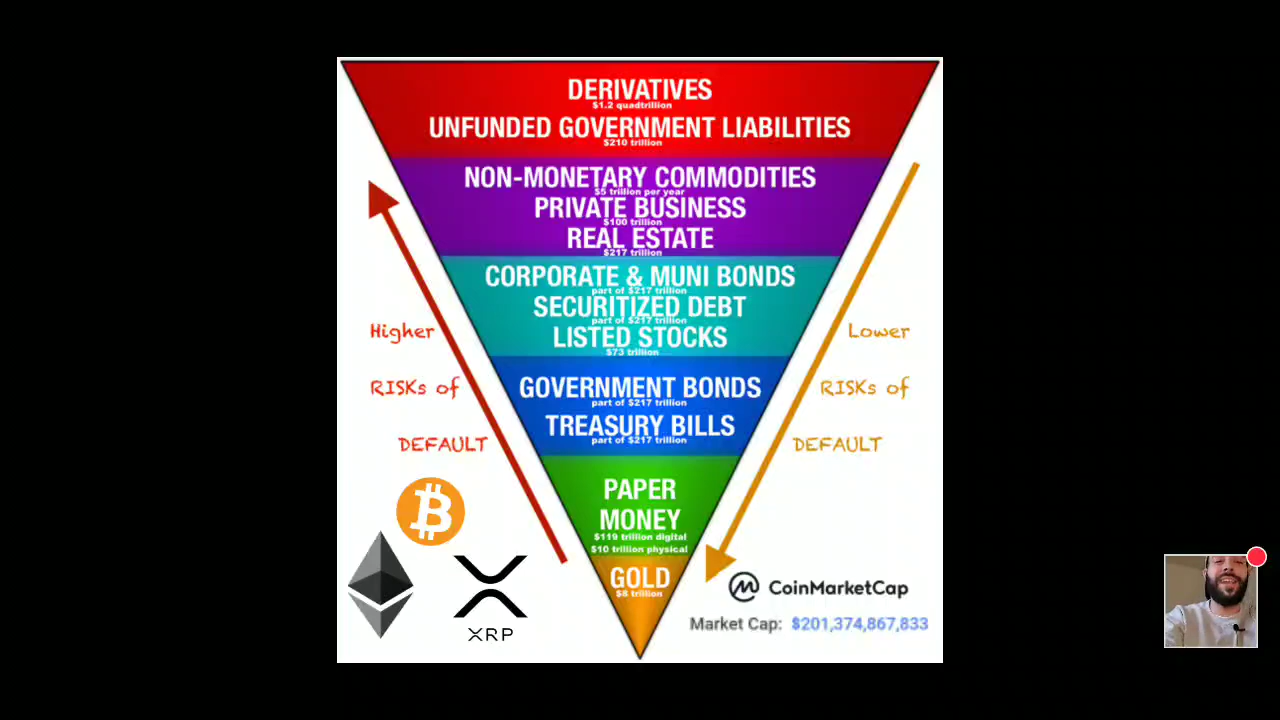 DERIVATIVES
$1.2 quadtrillion
UNFUNDED GOVERNMENT LIABILITIES
$210 trillion
NON-MONETARY COMMODITIES
$5 trillion per year
PRIVATE BUSINESS
$100 trillion
REAL ESTATE
$217 trillion
CORPORATE & MUNI BONDS
part of $217 trillion
SECURITIZED DEBT
part of $217 trillion
LISTED STOCKS
$73 trillion
GOVERNMENT BONDS
part of $217 trillion
TREASURY BILLS
part of $217 trillion
PAPER
MONEY
$119 trillion digital
$10 trillion physical
GOLD
$8 trillion
Higher
RISKs of
DEFAULT
Lower
RISKs of
DEFAULT
XRP
CoinMarketCap
Market Cap: $201,374,867,833